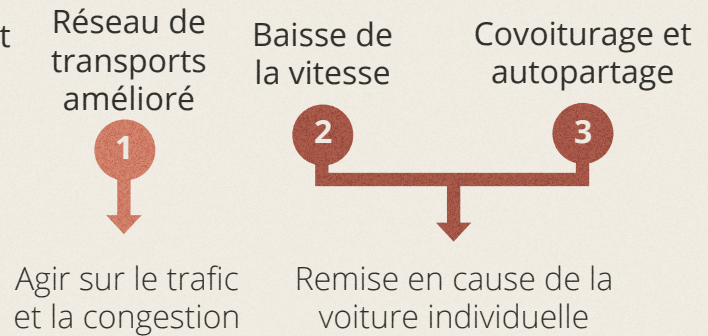 t
Réseau de
transports
amélioré
1
Agir sur le trafic
et la congestion
Baisse de
la vitesse
2
Covoiturage et
autopartage
3
Remise en cause de la
voiture individuelle